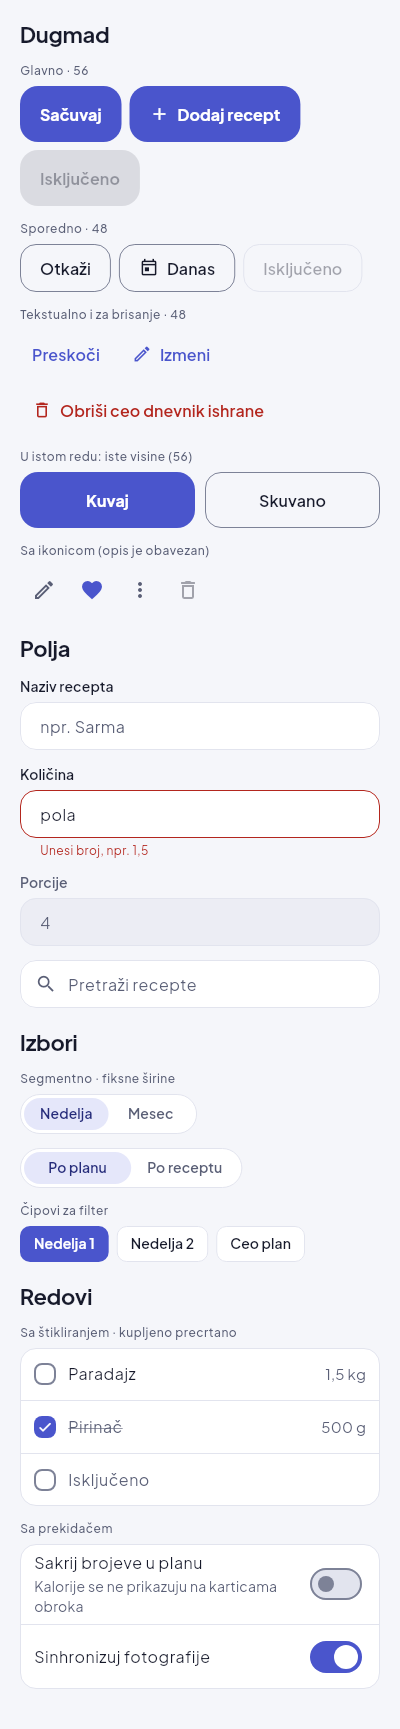 Dugmad
Glavno · 56
Sačuvaj
Dodaj recept
Isključeno
Sporedno · 48
Otkaži
Danas
Isključeno
Tekstualno i za brisanje · 48
Preskoči
Izmeni
Obriši ceo dnevnik ishrane
U istom redu: iste visine (56)
Kuvaj
Skuvano
Sa ikonicom (opis je obavezan)
Polja
Naziv recepta
npr. Sarma
Količina
pola
Unesi broj, npr. 1,5
Porcije
4
Pretraži recepte
Izbori
Segmentno · fiksne širine
Nedelja
Mesec
Po planu
Po receptu
Čipovi za filter
Nedelja 1
Nedelja 2
Ceo plan
Redovi
Sa štikliranjem · kupljeno precrtano
Paradajz 1,5 kg
Pirinač 500 g
Isključeno
Sa prekidačem
Sakrij brojeve u planu
Kalorije se ne prikazuju na karticama
obroka
Sinhronizuj fotografije